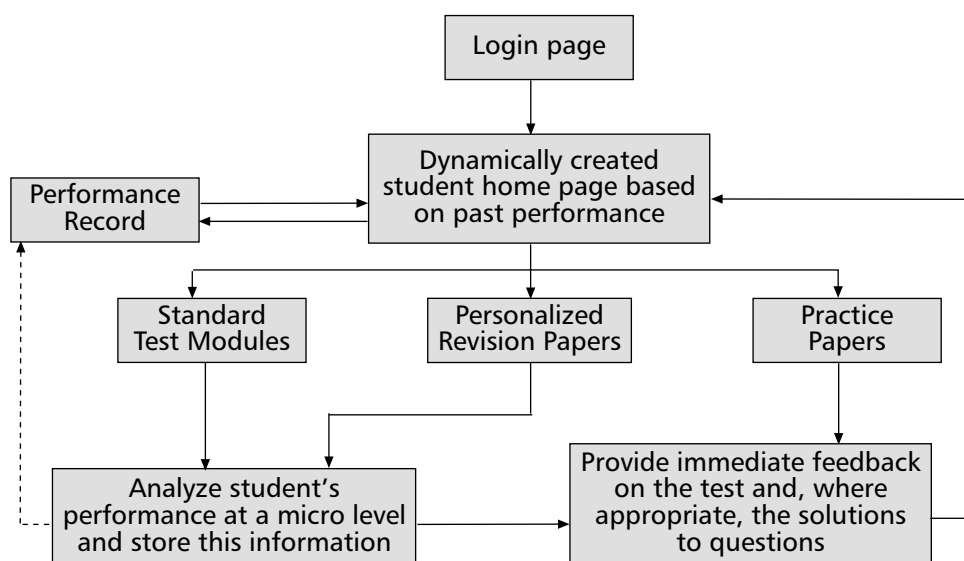 Login page
Dynamically created
student home page based
on past performance
Performance
Record
Standard
Test Modules
Personalized
Revision Papers
Practice
Papers
Analyze student’s
performance at a micro level
and store this information
Provide immediate feedback
on the test and, where
appropriate, the solutions
to questions